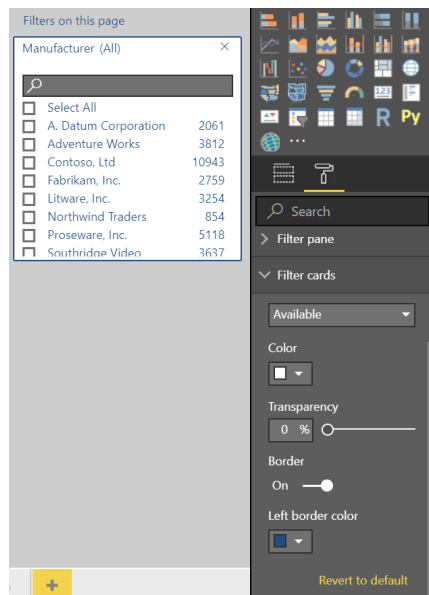 Filters on this page
Manufacturer (All)
Select All
A. Datum Corporation 2061
Adventure Works 3812
Contoso, Ltd 10943
Fabrikam, Inc. 2759
Litware, Inc. 3254
Northwind Traders 854
Proseware, Inc. 5118
Southridge Video 3637
123
R Py
Search
Filter pane
Filter cards
Available
Color
Transparency
0 %
Border
On
Left border color
Revert to default